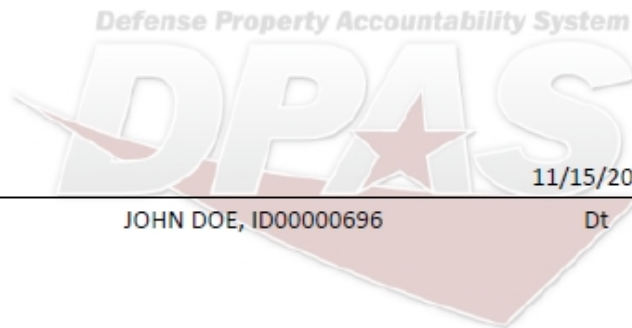 Defense Property Accountability System
DPAS
11/15/20
JOHN DOE, ID00000696 Dt